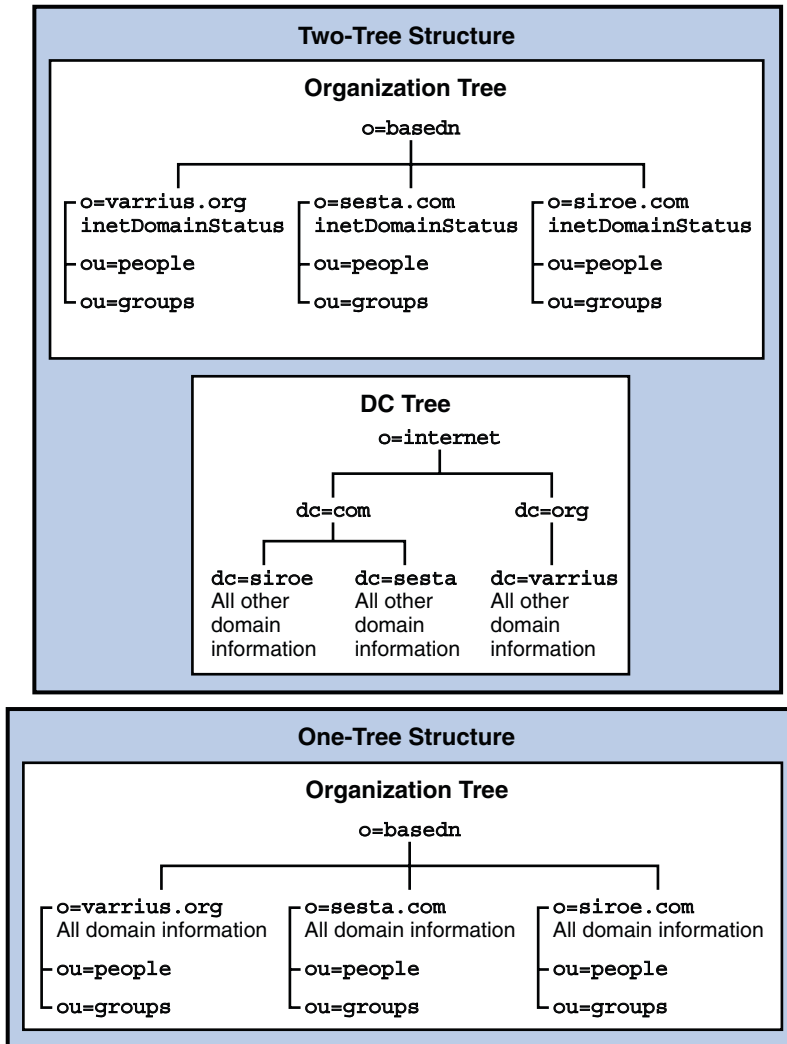 Two-Tree Structure
Organization Tree
o=basedn
o=varrius.org
inetDomainStatus
ou=people
ou=groups
o=sesta.com
inetDomainStatus
ou=people
ou=groups
o=siroe.com
inetDomainStatus
ou=people
ou=groups
DC Tree
o=internet
dc=com
dc=org
dc=siroe
All other
domain
information
dc=sesta
All other
domain
information
dc=varrius
All other
domain
information
One-Tree Structure
Organization Tree
o=basedn
o=varrius.org
All domain information
ou=people
ou=groups
o=sesta.com
All domain information
ou=people
ou=groups
o=siroe.com
All domain information
ou=people
ou=groups